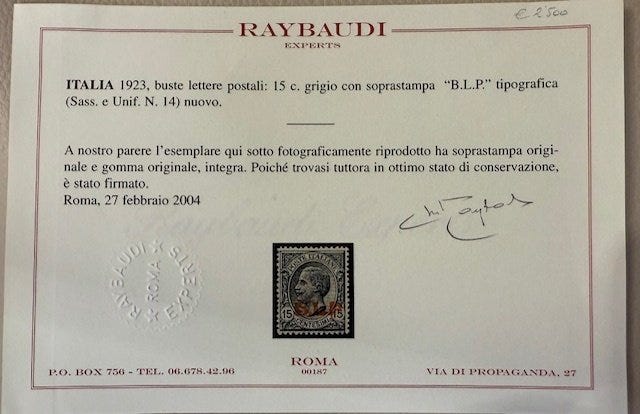 € 2'500
RAYBAUDI
EXPERTS
ITALIA 1923, buste lettere postali: 15 c. grigio con soprastampa “B.L.P.” tipografica
(Sass. e Unif. N. 14) nuovo.
A nostro parere l'esemplare qui sotto fotograficamente riprodotto ha soprastampa origi-
nale e gomma originale, integra. Poiché trovasi tuttora in ottimo stato di conservazione,
è stato firmato.
Roma, 27 febbraio 2004
RAYBAUDI EXPERTS
ROMA
POSTE ITALIANE
B.L.P.
15 15
CENTESIMI
ROMA
00187
P.O. BOX 756 - TEL. 06.678.42.96
VIA DI PROPAGANDA, 27